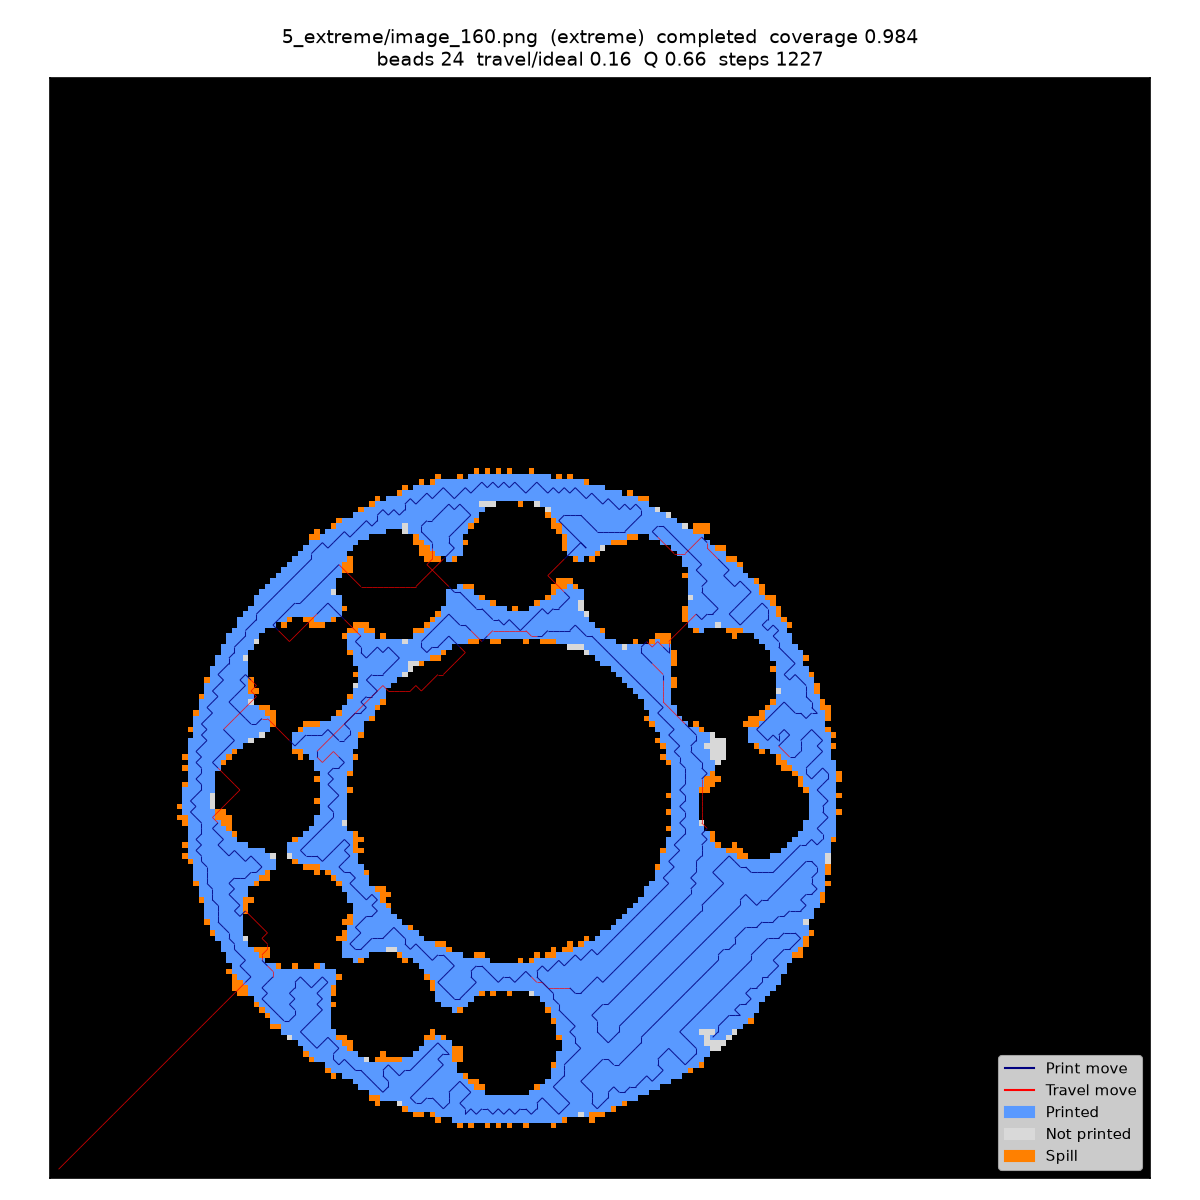 5_extreme/image_160.png  (extreme)  completed  coverage 0.984
beads 24  travel/ideal 0.16  Q 0.66  steps 1227
Print move
Travel move
Printed
Not printed
Spill